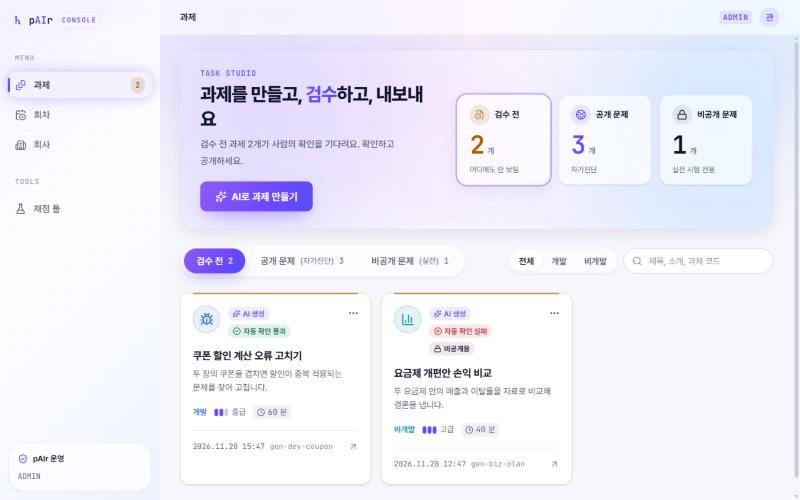 pAIr CONSOLE
MENU
과제 2
회차
회사
TOOLS
채점 툴
pAIr 운영
ADMIN
과제
ADMIN 관
TASK STUDIO
과제를 만들고, 검수하고, 내보내
요
검수 전 과제 2개가 사람의 확인을 기다려요. 확인하고
공개하세요.
AI로 과제 만들기
검수 전
2 개
어디에도 안 보임
공개 문제
3 개
자가진단
비공개 문제
1 개
실전 시험 전용
검수 전 2 공개 문제 (자가진단) 3 비공개 문제 (실전) 1
전체 개발 비개발
제목, 소개, 과제 코드
AI 생성
자동 확인 통과
쿠폰 할인 계산 오류 고치기
두 장의 쿠폰을 겹치면 할인이 중복 적용되는
문제를 찾아 고칩니다.
개발 중급 60 분
2026.11.20 15:47 gen-dev-coupon
AI 생성
자동 확인 실패
비공개용
요금제 개편안 손익 비교
두 요금제 안의 매출과 이탈률을 자료로 비교해
결론을 냅니다.
비개발 고급 40 분
2026.11.20 12:47 gen-biz-plan